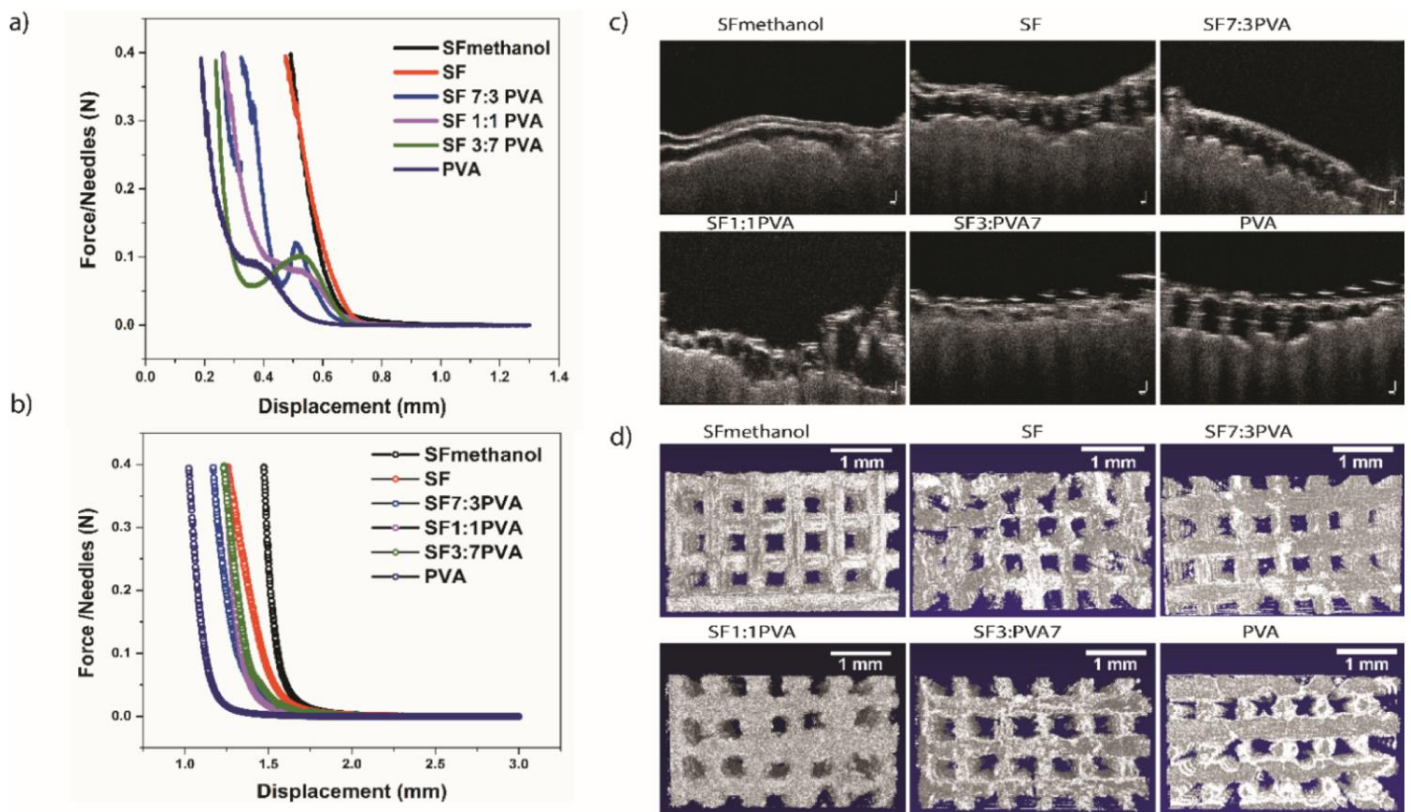 a)
Force/Needles (N)
0.4
0.3
0.2
0.1
0.0
SFmethanol
SF
SF 7:3 PVA
SF 1:1 PVA
SF 3:7 PVA
PVA
0.0 0.2 0.4 0.6 0.8 1.0 1.2 1.4
Displacement (mm)
b)
Force /Needles (N)
0.4
0.3
0.2
0.1
0.0
SFmethanol
SF
SF7:3PVA
SF1:1PVA
SF3:7PVA
PVA
1.0 1.5 2.0 2.5 3.0
Displacement (mm)
c)
SFmethanol SF SF7:3PVA
SF1:1PVA SF3:PVA7 PVA
d)
SFmethanol SF SF7:3PVA
1 mm 1 mm 1 mm
SF1:1PVA SF3:PVA7 PVA
1 mm 1 mm 1 mm